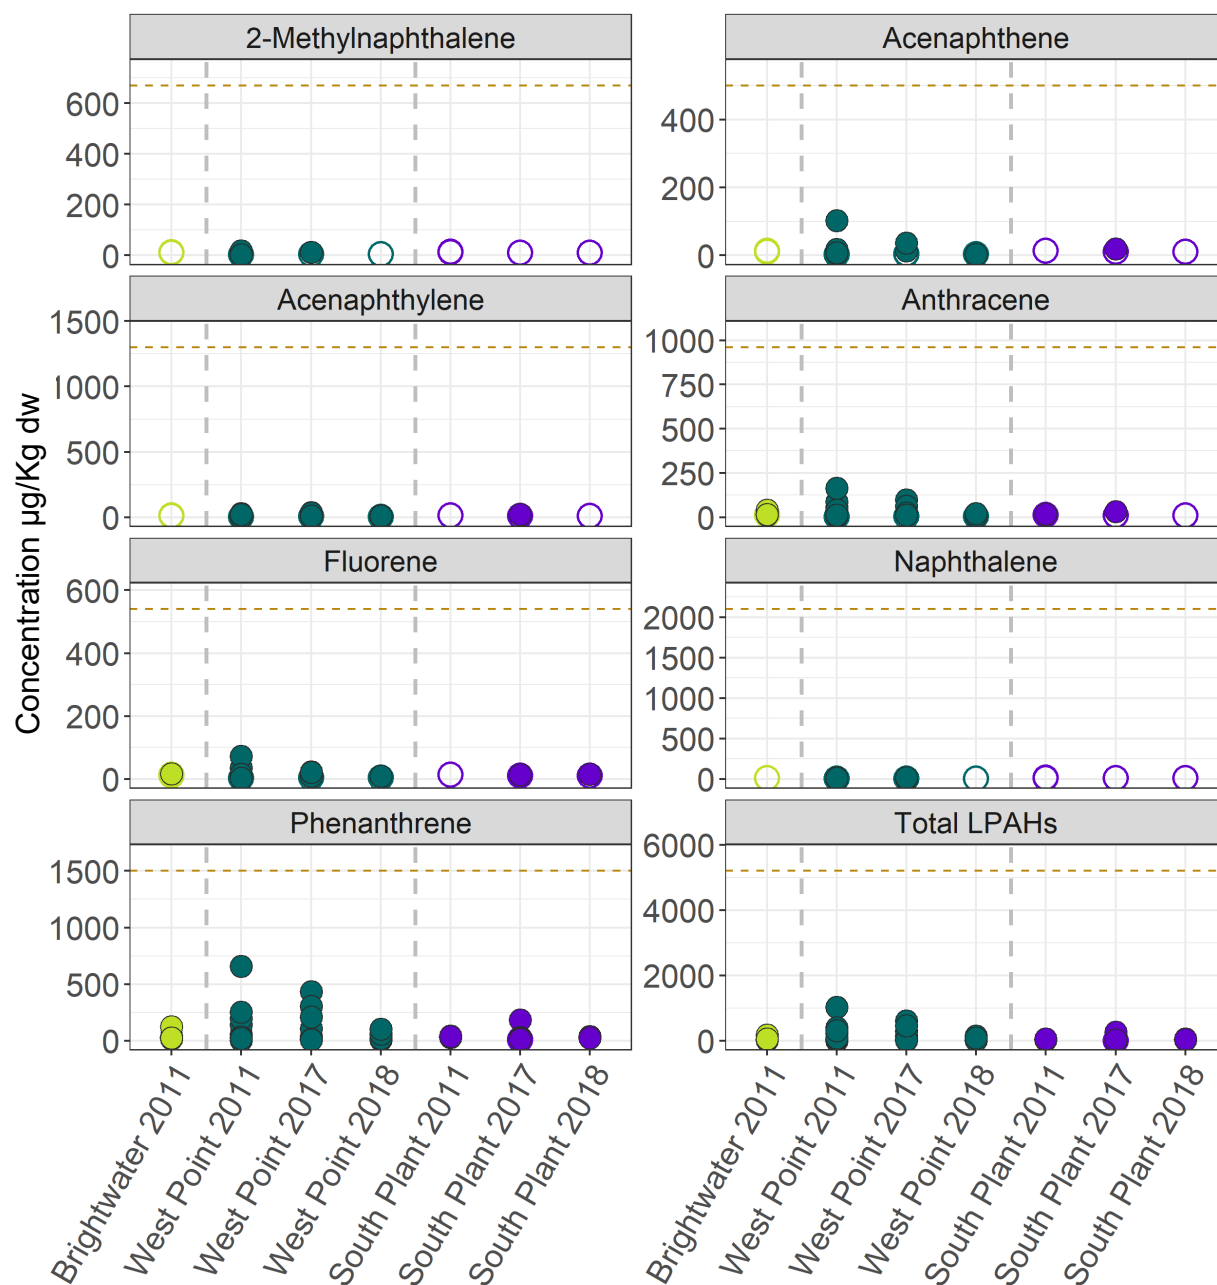 2-Methylnaphthalene
Acenaphthene
600
400
200
0
400
200
0
Acenaphthylene
Anthracene
1500
1000
500
0
1000
750
500
250
0
Concentration µg/Kg dw
Fluorene
Naphthalene
600
400
200
0
2000
1500
1000
500
0
Phenanthrene
Total LPAHs
1500
1000
500
0
6000
4000
2000
0
Brightwater 2011
West Point 2011
West Point 2017
West Point 2018
South Plant 2011
South Plant 2017
South Plant 2018
Brightwater 2011
West Point 2011
West Point 2017
West Point 2018
South Plant 2011
South Plant 2017
South Plant 2018